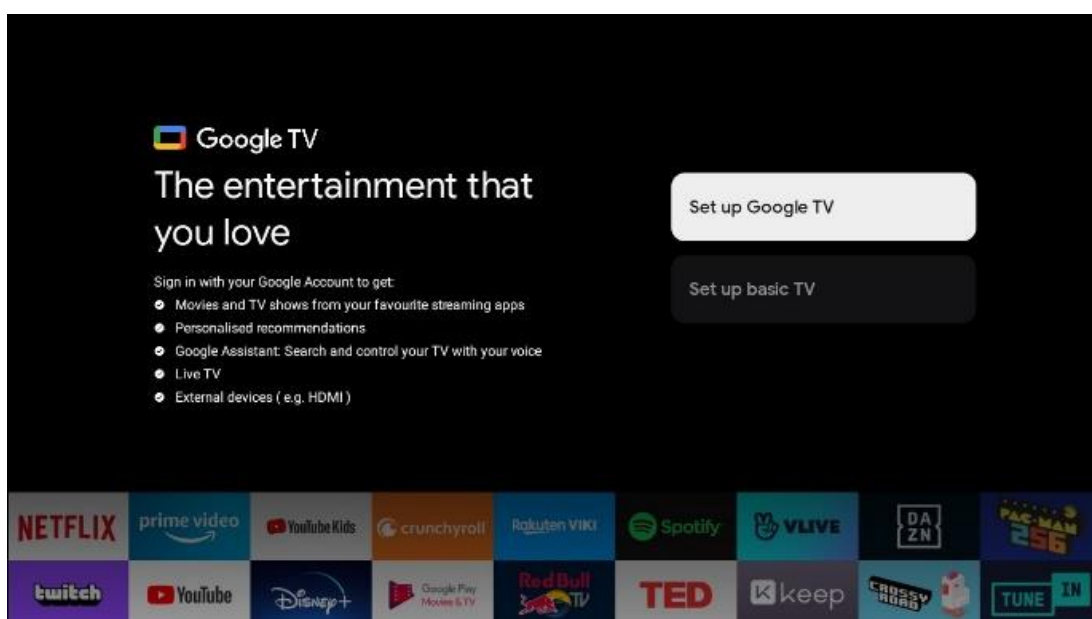 Google TV
The entertainment that
you love
Sign in with your Google Account to get:
Movies and TV shows from your favourite streaming apps
Personalised recommendations
Google Assistant: Search and control your TV with your voice
Live TV
External devices ( e.g. HDMI )
Set up Google TV
Set up basic TV
NETFLIX prime video YouTube Kids crunchyroll Rakuten VIKI Spotify VLIVE DAZN PAC-MAN 256
twitch YouTube Disney+ Google Play Movies & TV Red Bull TV TED keep CROSSY ROAD TUNE IN